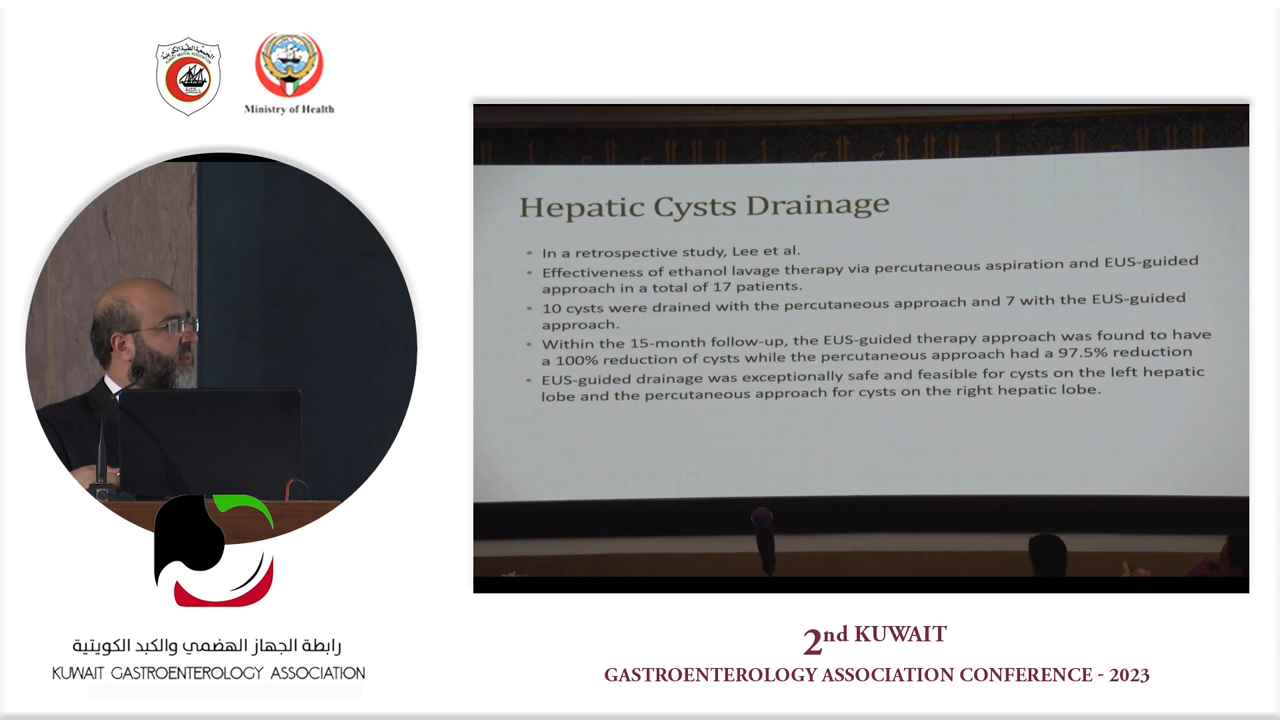 Ministry of Health
Hepatic Cysts Drainage
• In a retrospective study, Lee et al.
• Effectiveness of ethanol lavage therapy via percutaneous aspiration and EUS-guided
approach in a total of 17 patients.
• 10 cysts were drained with the percutaneous approach and 7 with the EUS-guided
approach.
• Within the 15-month follow-up, the EUS-guided therapy approach was found to have
a 100% reduction of cysts while the percutaneous approach had a 97.5% reduction
• EUS-guided drainage was exceptionally safe and feasible for cysts on the left hepatic
lobe and the percutaneous approach for cysts on the right hepatic lobe.
رابطة الجهاز الهضمي والكبد الكويتية
KUWAIT GASTROENTEROLOGY ASSOCIATION
2nd KUWAIT
GASTROENTEROLOGY ASSOCIATION CONFERENCE - 2023